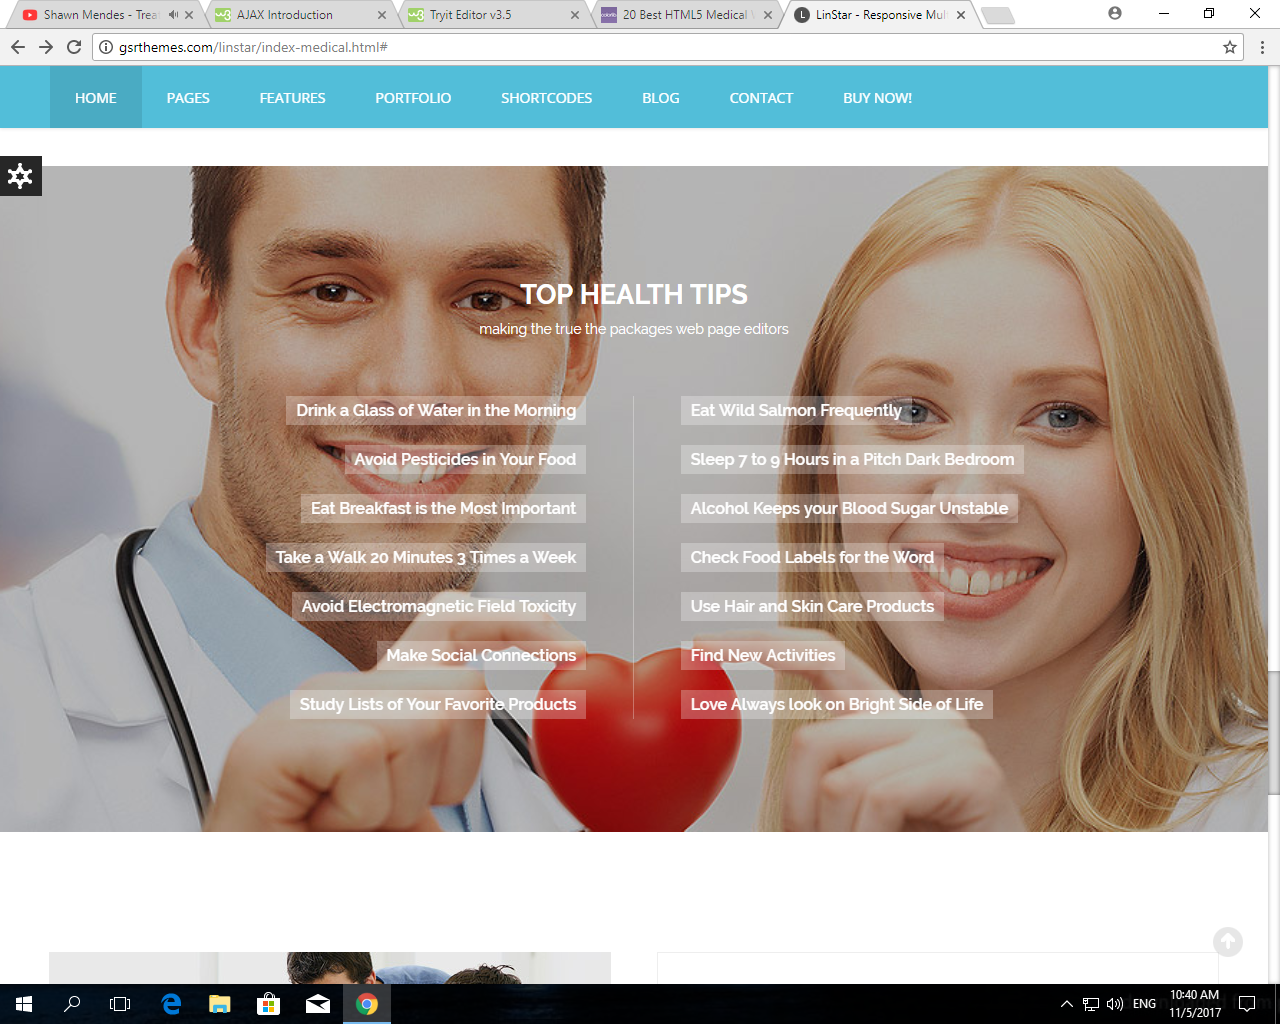 Shawn Mendes - Trea
AJAX Introduction
Tryit Editor v3.5
20 Best HTML5 Medical
LinStar - Responsive Mul
gsrthemes.com/linstar/index-medical.html#
HOME PAGES FEATURES PORTFOLIO SHORTCODES BLOG CONTACT BUY NOW!
TOP HEALTH TIPS
making the true the packages web page editors
Drink a Glass of Water in the Morning
Avoid Pesticides in Your Food
Eat Breakfast is the Most Important
Take a Walk 20 Minutes 3 Times a Week
Avoid Electromagnetic Field Toxicity
Make Social Connections
Study Lists of Your Favorite Products
Eat Wild Salmon Frequently
Sleep 7 to 9 Hours in a Pitch Dark Bedroom
Alcohol Keeps your Blood Sugar Unstable
Check Food Labels for the Word
Use Hair and Skin Care Products
Find New Activities
Love Always look on Bright Side of Life
ENG
10:40 AM
11/5/2017